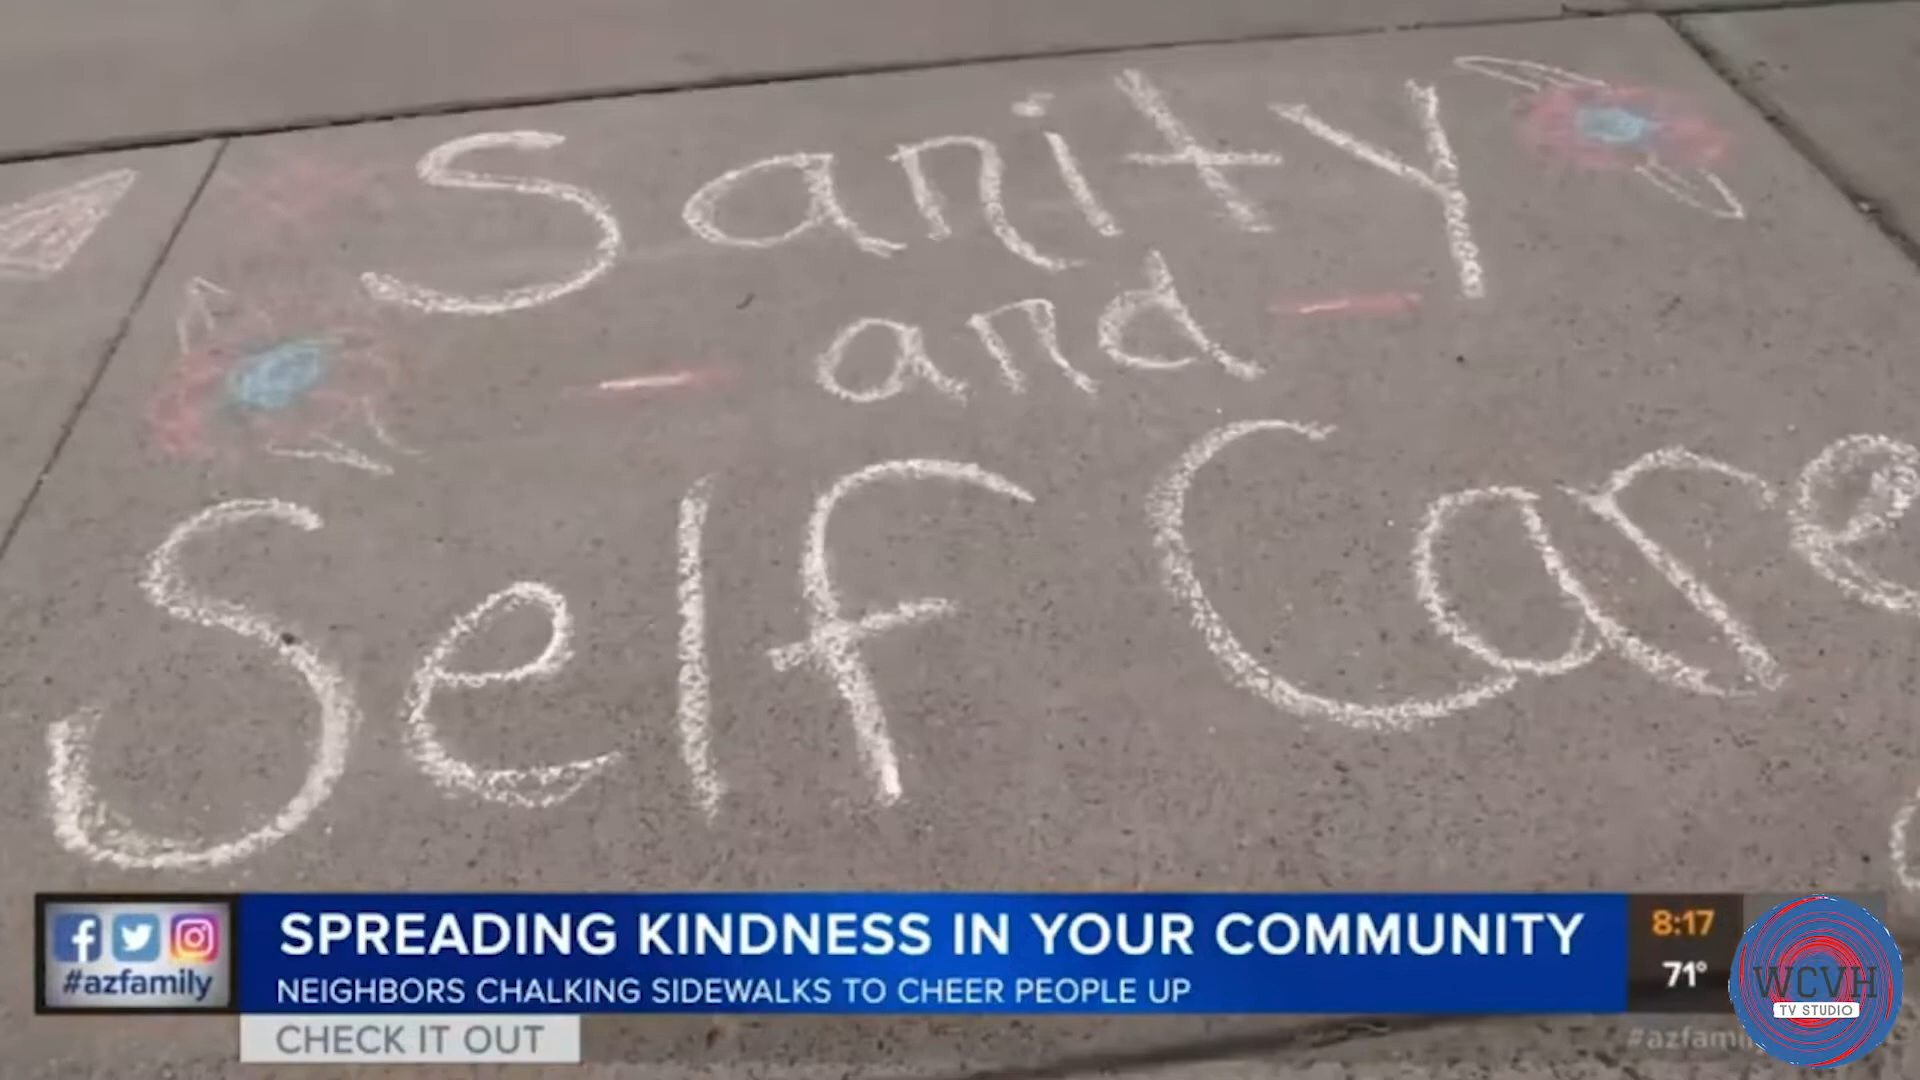 Sanity
and
Self Care
SPREADING KINDNESS IN YOUR COMMUNITY
NEIGHBORS CHALKING SIDEWALKS TO CHEER PEOPLE UP
#azfamily
CHECK IT OUT
8:17
71°
WCVH
TV STUDIO